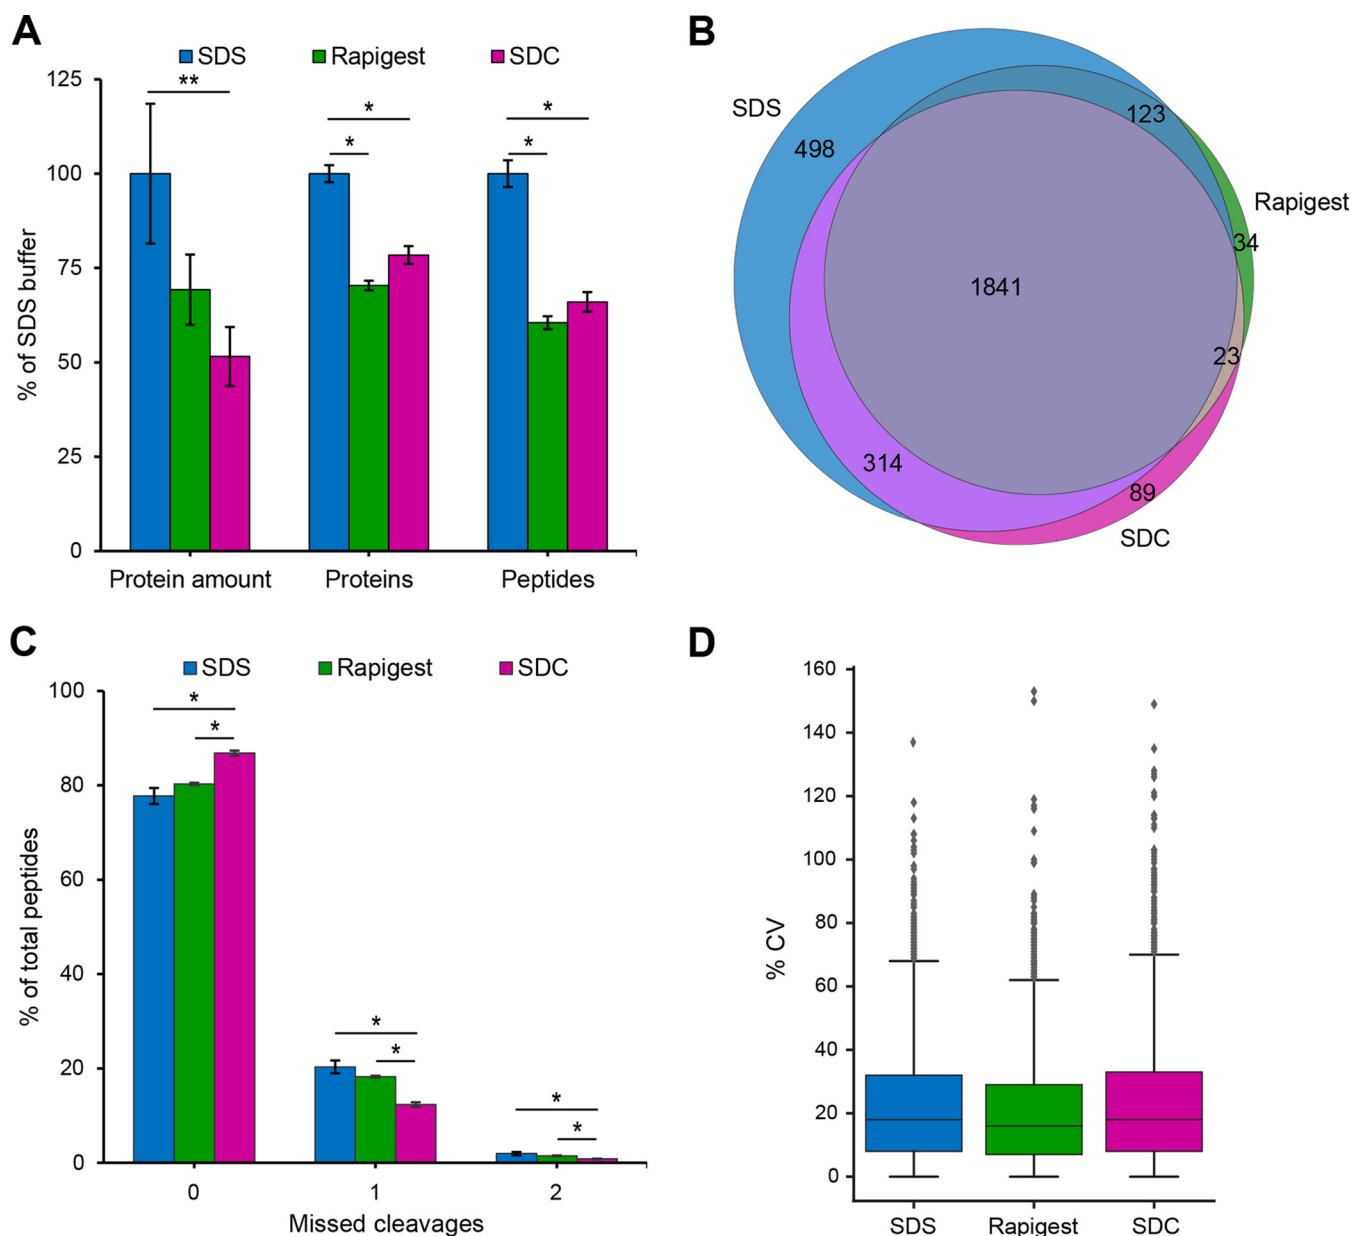 A
SDS Rapigest SDC
125
100
75
50
25
0
% of SDS buffer
**
*
*
*
*
Protein amount Proteins Peptides
B
SDS
498
123
Rapigest
34
1841
23
314
89
SDC
C
SDS Rapigest SDC
100
80
60
40
20
0
% of total peptides
*
*
*
*
*
*
0 1 2
Missed cleavages
D
160
140
120
100
80
60
40
20
0
% CV
SDS Rapigest SDC